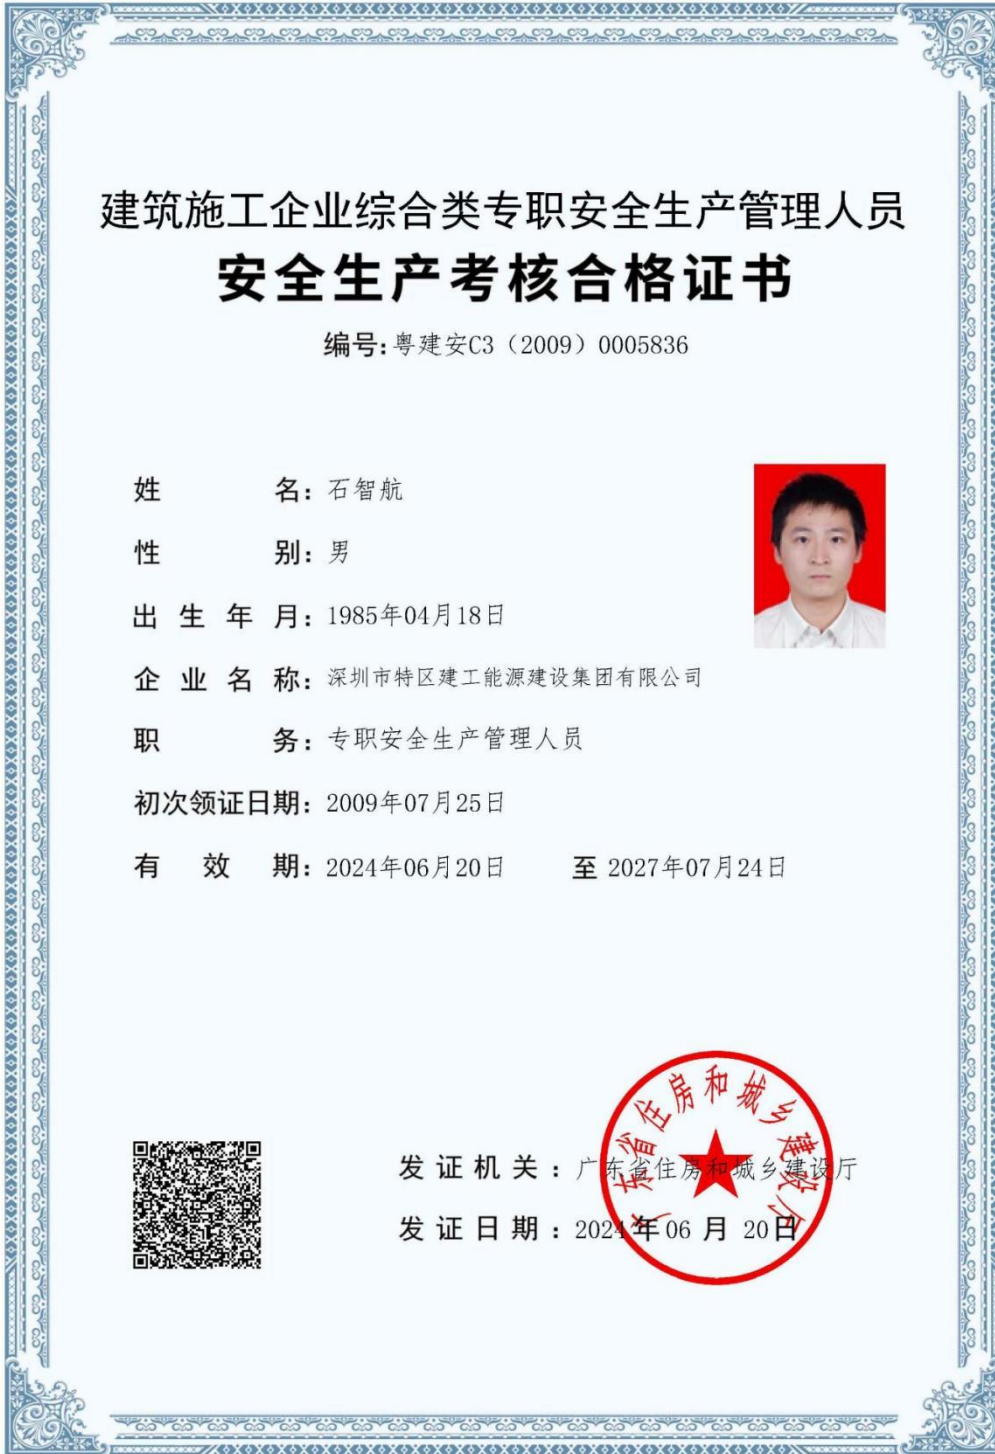 建筑施工企业综合类专职安全生产管理人员
安全生产考核合格证书
编号:粤建安C3（2009）0005836
姓名：石智航
性别：男
出生年月：1985年04月18日
企业名称：深圳市特区建工能源建设集团有限公司
职务：专职安全生产管理人员
初次领证日期：2009年07月25日
有效期：2024年06月20日 至 2027年07月24日
广东省住房和城乡建设厅
发证机关：广东省住房和城乡建设厅
发证日期：2024年06月20日